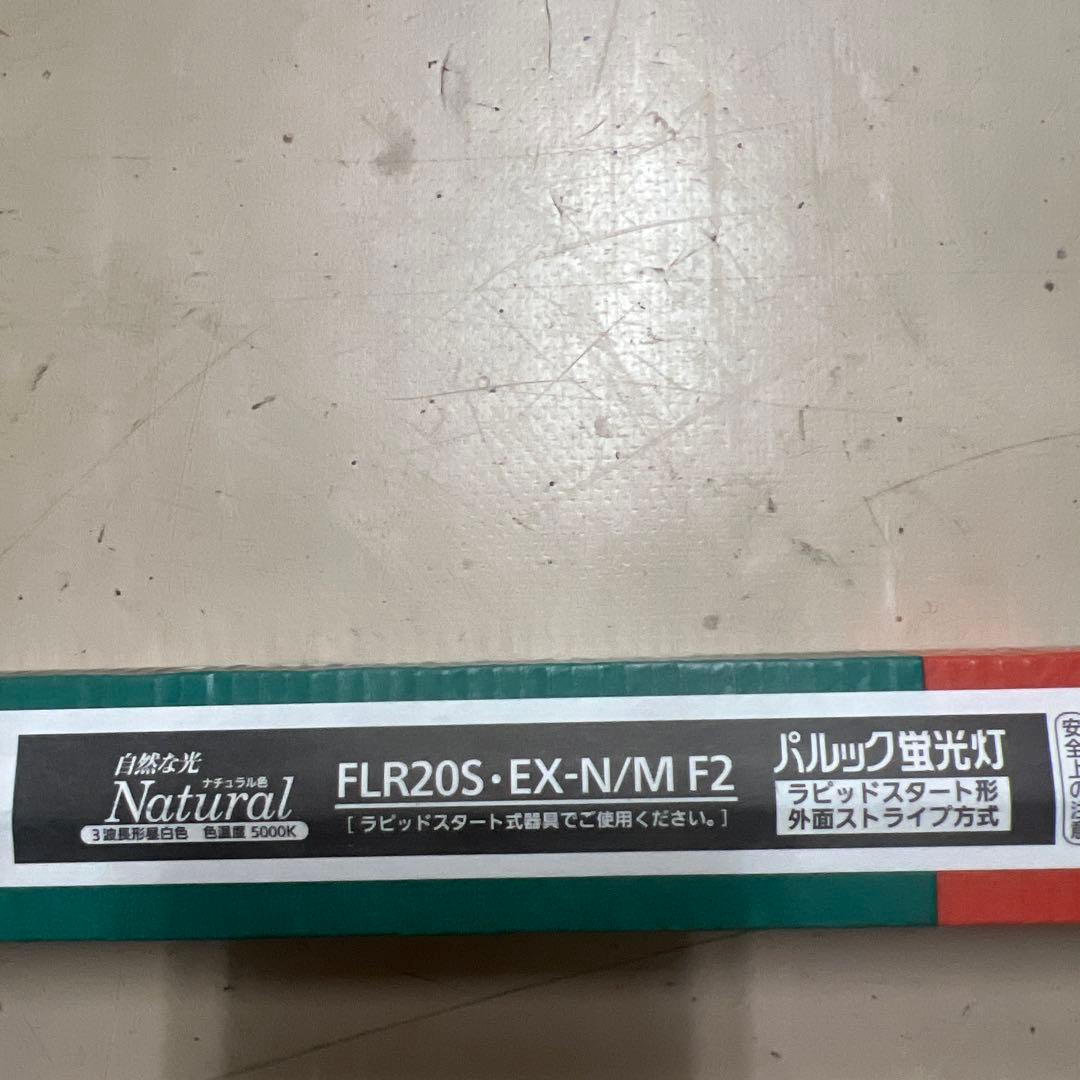 自然な光
ナチュラル色
Natural
3波長形昼白色 色温度 5000K
FLR20S・EX-N/M F2
[ラピッドスタート式器具でご使用ください。]
パルック蛍光灯
ラピッドスタート形
外面ストライプ方式
安全上の注意